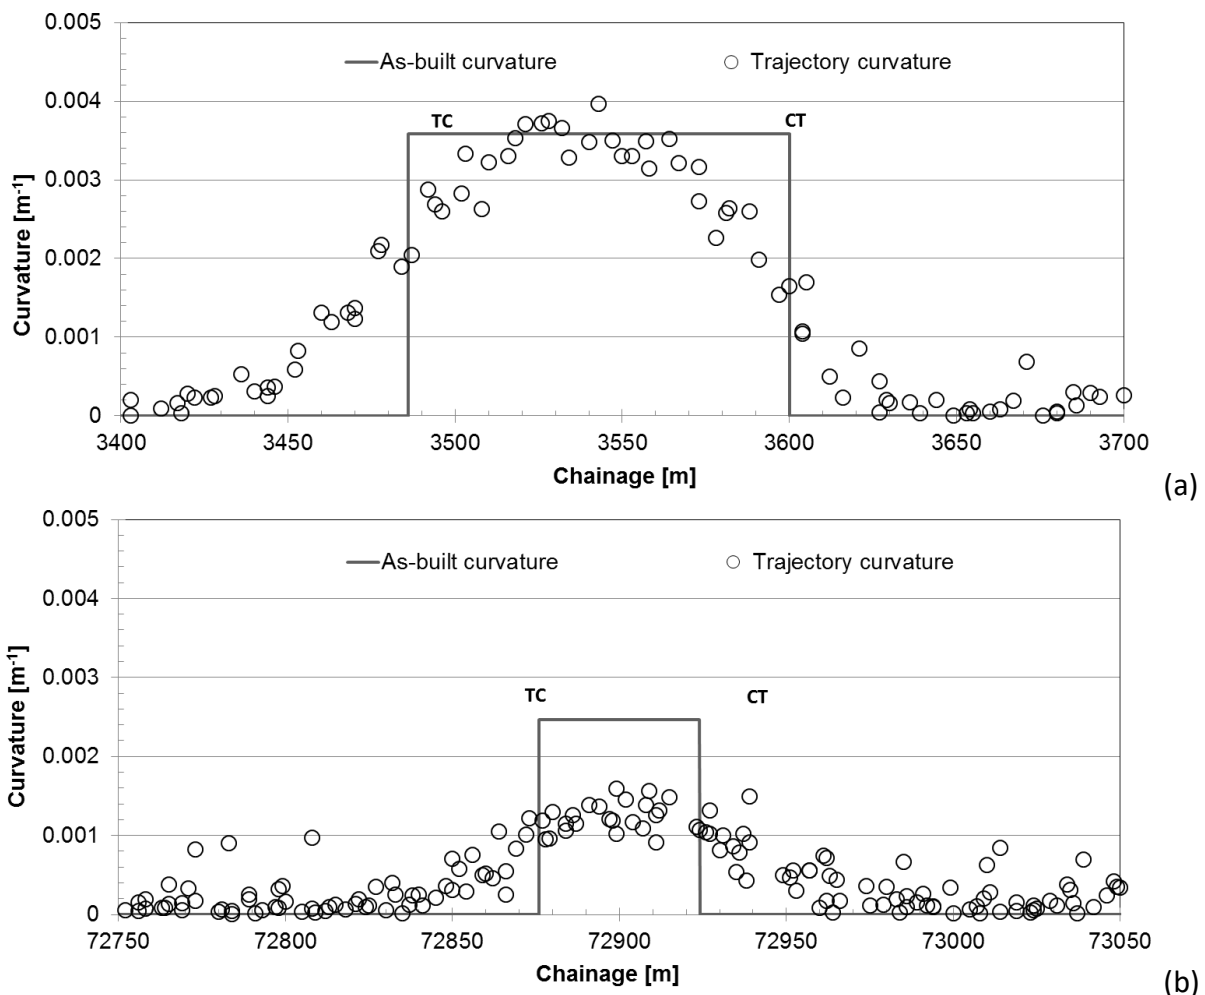 0.005
As-built curvature Trajectory curvature
0.004
TC CT
0.003
0.002
0.001
0
Curvature [m-1]
3400 3450 3500 3550 3600 3650 3700
Chainage [m]
(a)
0.005
As-built curvature Trajectory curvature
0.004
0.003
TC CT
0.002
0.001
0
Curvature [m-1]
72750 72800 72850 72900 72950 73000 73050
Chainage [m]
(b)